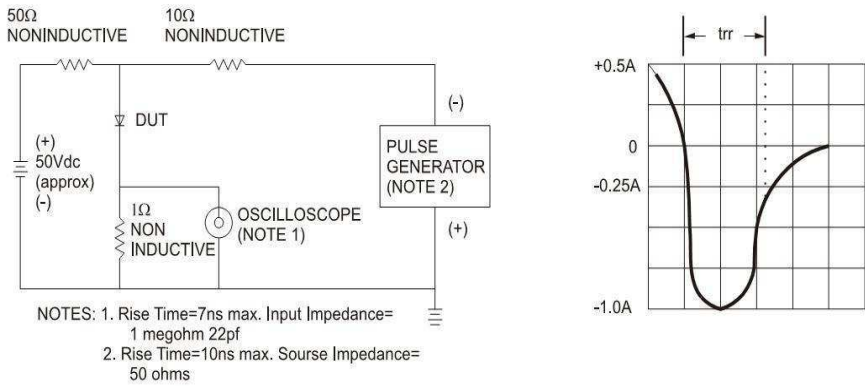 50Ω
NONINDUCTIVE
10Ω
NONINDUCTIVE
DUT
(+)
50Vdc
(approx)
(-)
1Ω
NON
INDUCTIVE
OSCILLOSCOPE
(NOTE 1)
(-)
PULSE
GENERATOR
(NOTE 2)
(+)
NOTES: 1. Rise Time=7ns max. Input Impedance=
1 megohm 22pf
2. Rise Time=10ns max. Sourse Impedance=
50 ohms
trr
+0.5A
0
-0.25A
-1.0A